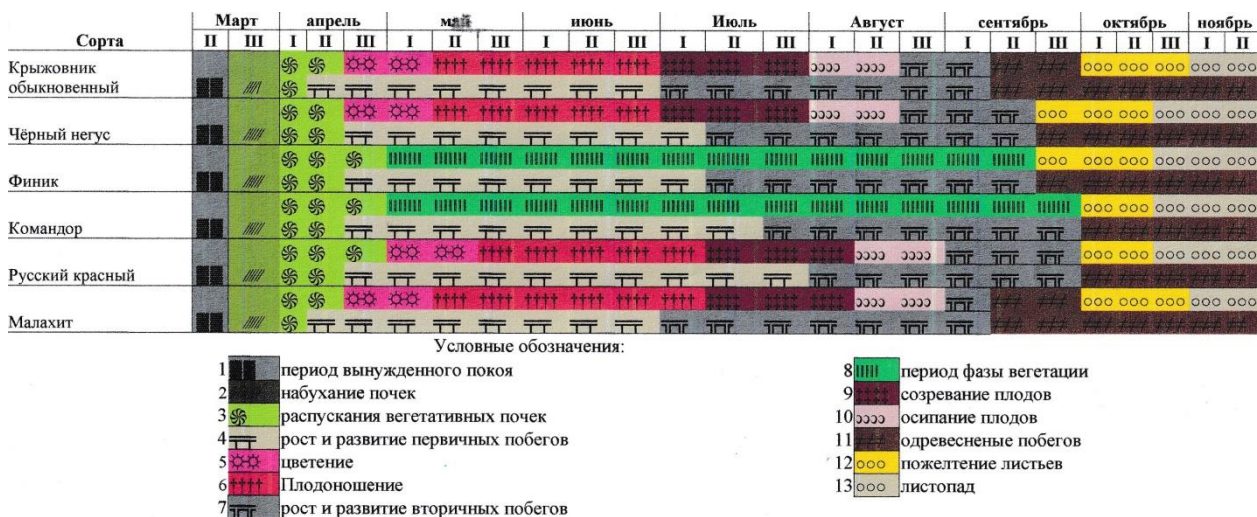 Март апрель май июнь Июль Август сентябрь октябрь ноябрь
Сорта II III I II III I II III I II III I II III I II III I II III I II III I II
Крыжовник
обыкновенный
Чёрный негус
Финик
Командор
Русский красный
Малахит
Условные обозначения:
1 период вынужденного покоя
2 набухание почек
3 распускания вегетативных почек
4 рост и развитие первичных побегов
5 цветение
6 Плодоношение
7 рост и развитие вторичных побегов
8 период фазы вегетации
9 созревание плодов
10 осипание плодов
11 одревеснение побегов
12 пожелтение листьев
13 листопад